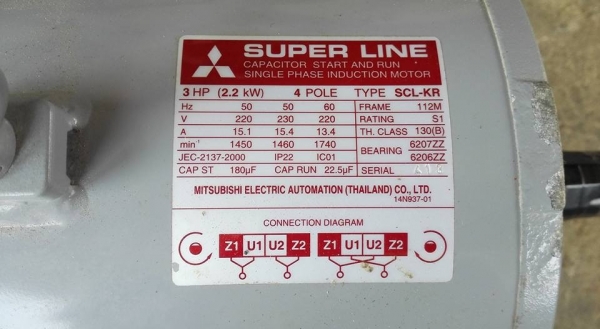 SUPER LINE
CAPACITOR START AND RUN
SINGLE PHASE INDUCTION MOTOR
3 HP (2.2 kW) 4 POLE TYPE SCL-KR
Hz 50 50 60 FRAME 112M
V 220 230 220 RATING S1
A 15.1 15.4 13.4 TH. CLASS 130(B)
min⁻¹ 1450 1460 1740 BEARING 6207ZZ
JEC-2137-2000 IP22 IC01 6206ZZ
CAP ST 180µF CAP RUN 22.5µF SERIAL
MITSUBISHI ELECTRIC AUTOMATION (THAILAND) CO., LTD.
14N937-01
CONNECTION DIAGRAM
Z1 U1 U2 Z2 Z1 U1 U2 Z2